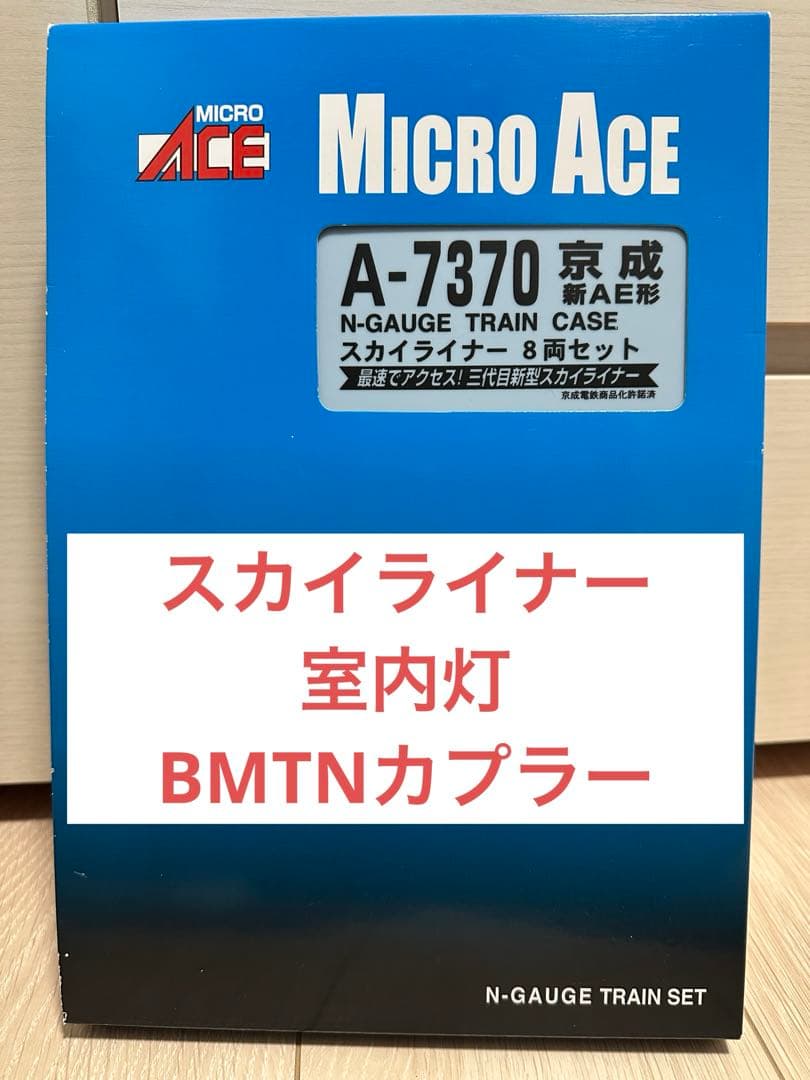 MICRO
ACE
MICRO ACE
A-7370 京成
新AE形
N-GAUGE TRAIN CASE
スカイライナー 8両セット
最速でアクセス!三代目新型スカイライナー
京成電鉄商品化許諾済
スカイライナー
室内灯
BMTNカプラー
N-GAUGE TRAIN SET